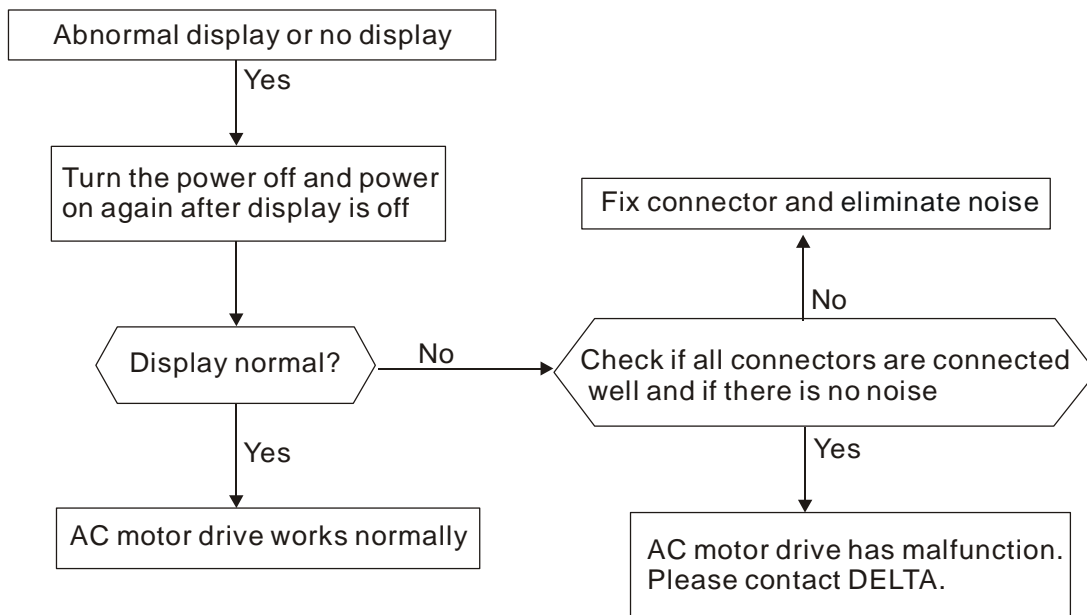 Abnormal display or no display
Yes
Turn the power off and power
on again after display is off
Fix connector and eliminate noise
No
Display normal?
No
Check if all connectors are connected
well and if there is no noise
Yes
Yes
AC motor drive works normally
AC motor drive has malfunction.
Please contact DELTA.